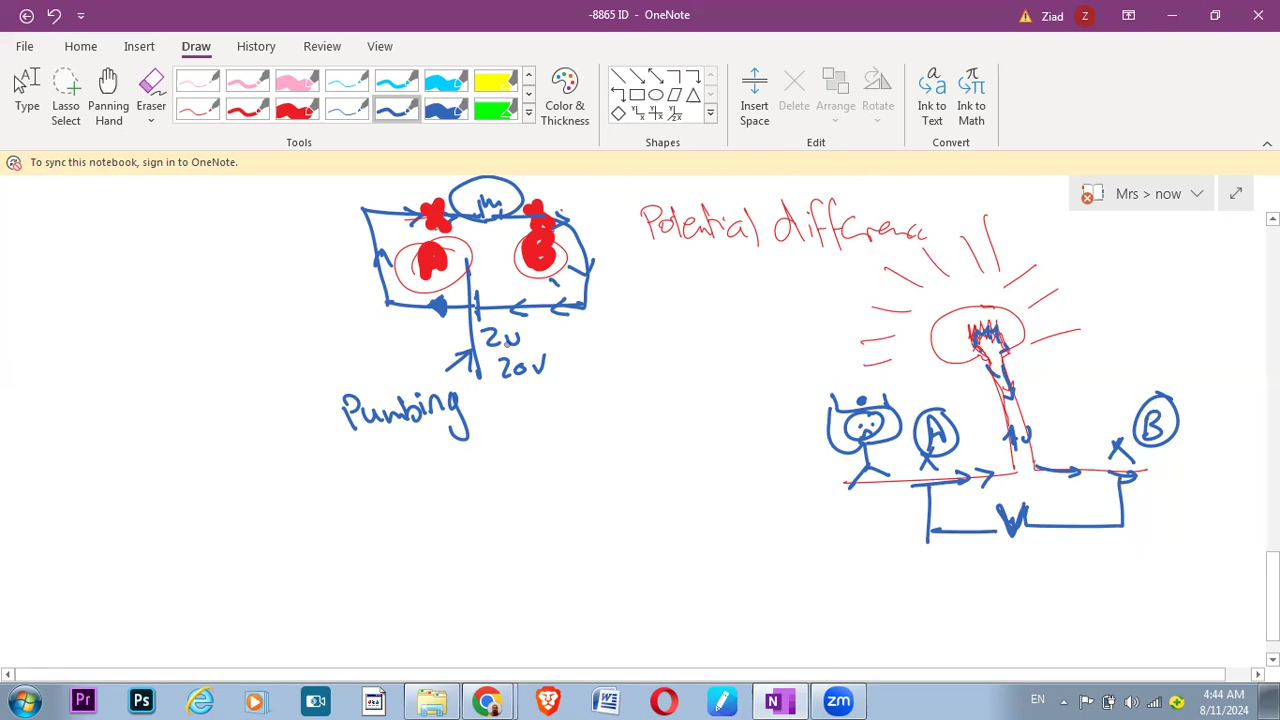 -8865 ID - OneNote
Ziad
Z
File
Home
Insert
Draw
History
Review
View
Type
Lasso Select
Panning Hand
Eraser
Color & Thickness
Insert Space
Delete
Arrange
Rotate
Ink to Text
Ink to Math
Tools
Shapes
Edit
Convert
To sync this notebook, sign in to OneNote.
Mrs > now
Potential difference
A
B
2v
20v
Pumbing
A
B
V
EN
4:44 AM
8/11/2024